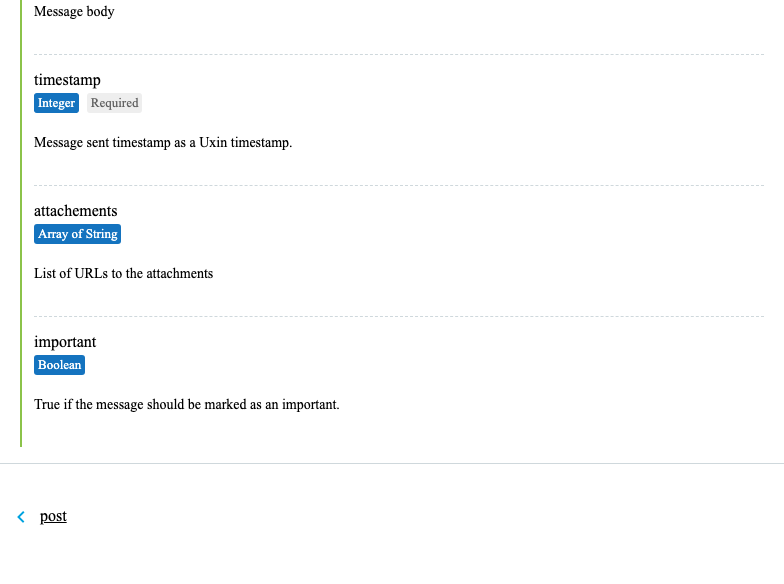 Message body
timestamp
Integer Required
Message sent timestamp as a Uxin timestamp.
attachements
Array of String
List of URLs to the attachments
important
Boolean
True if the message should be marked as an important.
post